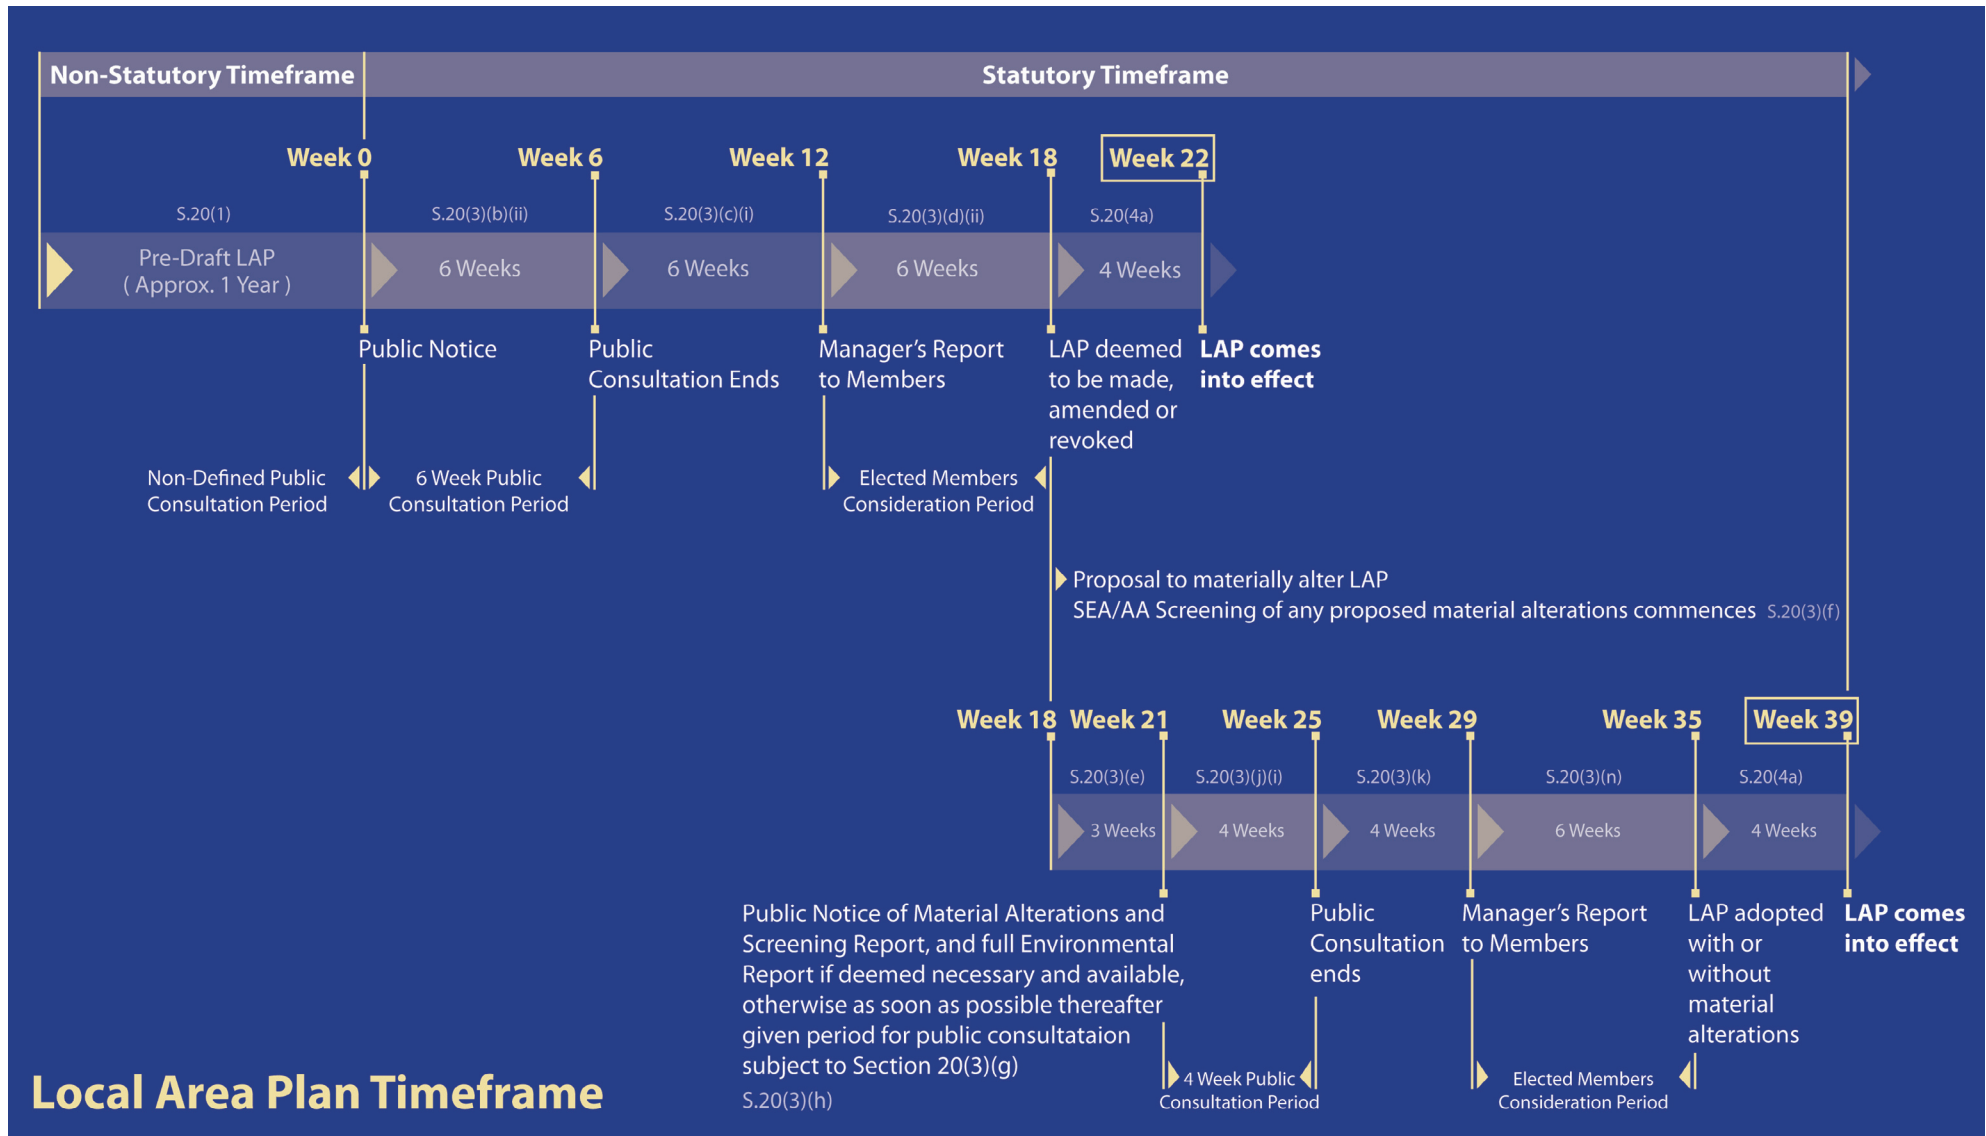 Non-Statutory Timeframe
Statutory Timeframe
Week 0
Week 6
Week 12
Week 18
Week 22
S.20(1)
S.20(3)(b)(ii)
S.20(3)(c)(i)
S.20(3)(d)(ii)
S.20(4a)
Pre-Draft LAP
( Approx. 1 Year )
6 Weeks
6 Weeks
6 Weeks
4 Weeks
Public Notice
Public
Consultation Ends
Manager's Report
to Members
LAP deemed
to be made,
amended or
revoked
LAP comes
into effect
Non-Defined Public
Consultation Period
6 Week Public
Consultation Period
Elected Members
Consideration Period
Proposal to materially alter LAP
SEA/AA Screening of any proposed material alterations commences S.20(3)(f)
Week 18
Week 21
Week 25
Week 29
Week 35
Week 39
S.20(3)(e)
S.20(3)(j)(i)
S.20(3)(k)
S.20(3)(n)
S.20(4a)
3 Weeks
4 Weeks
4 Weeks
6 Weeks
4 Weeks
Public Notice of Material Alterations and
Screening Report, and full Environmental
Report if deemed necessary and available,
otherwise as soon as possible thereafter
given period for public consultataion
subject to Section 20(3)(g)
S.20(3)(h)
Public
Consultation
ends
Manager's Report
to Members
LAP adopted
with or
without
material
alterations
LAP comes
into effect
4 Week Public
Consultation Period
Elected Members
Consideration Period
Local Area Plan Timeframe